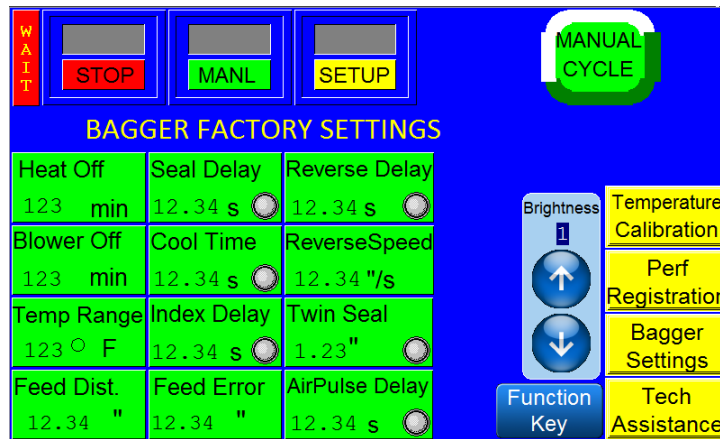 WAIT
STOP
MANL
SETUP
MANUAL
CYCLE
BAGGER FACTORY SETTINGS
Heat Off
123 min
Seal Delay
12.34 s
Reverse Delay
12.34 s
Blower Off
123 min
Cool Time
12.34 s
ReverseSpeed
12.34 "/s
Temp Range
123 ° F
Index Delay
12.34 s
Twin Seal
1.23"
Feed Dist.
12.34 "
Feed Error
12.34 "
AirPulse Delay
12.34 s
Brightness
1
Function
Key
Temperature
Calibration
Perf
Registration
Bagger
Settings
Tech
Assistance